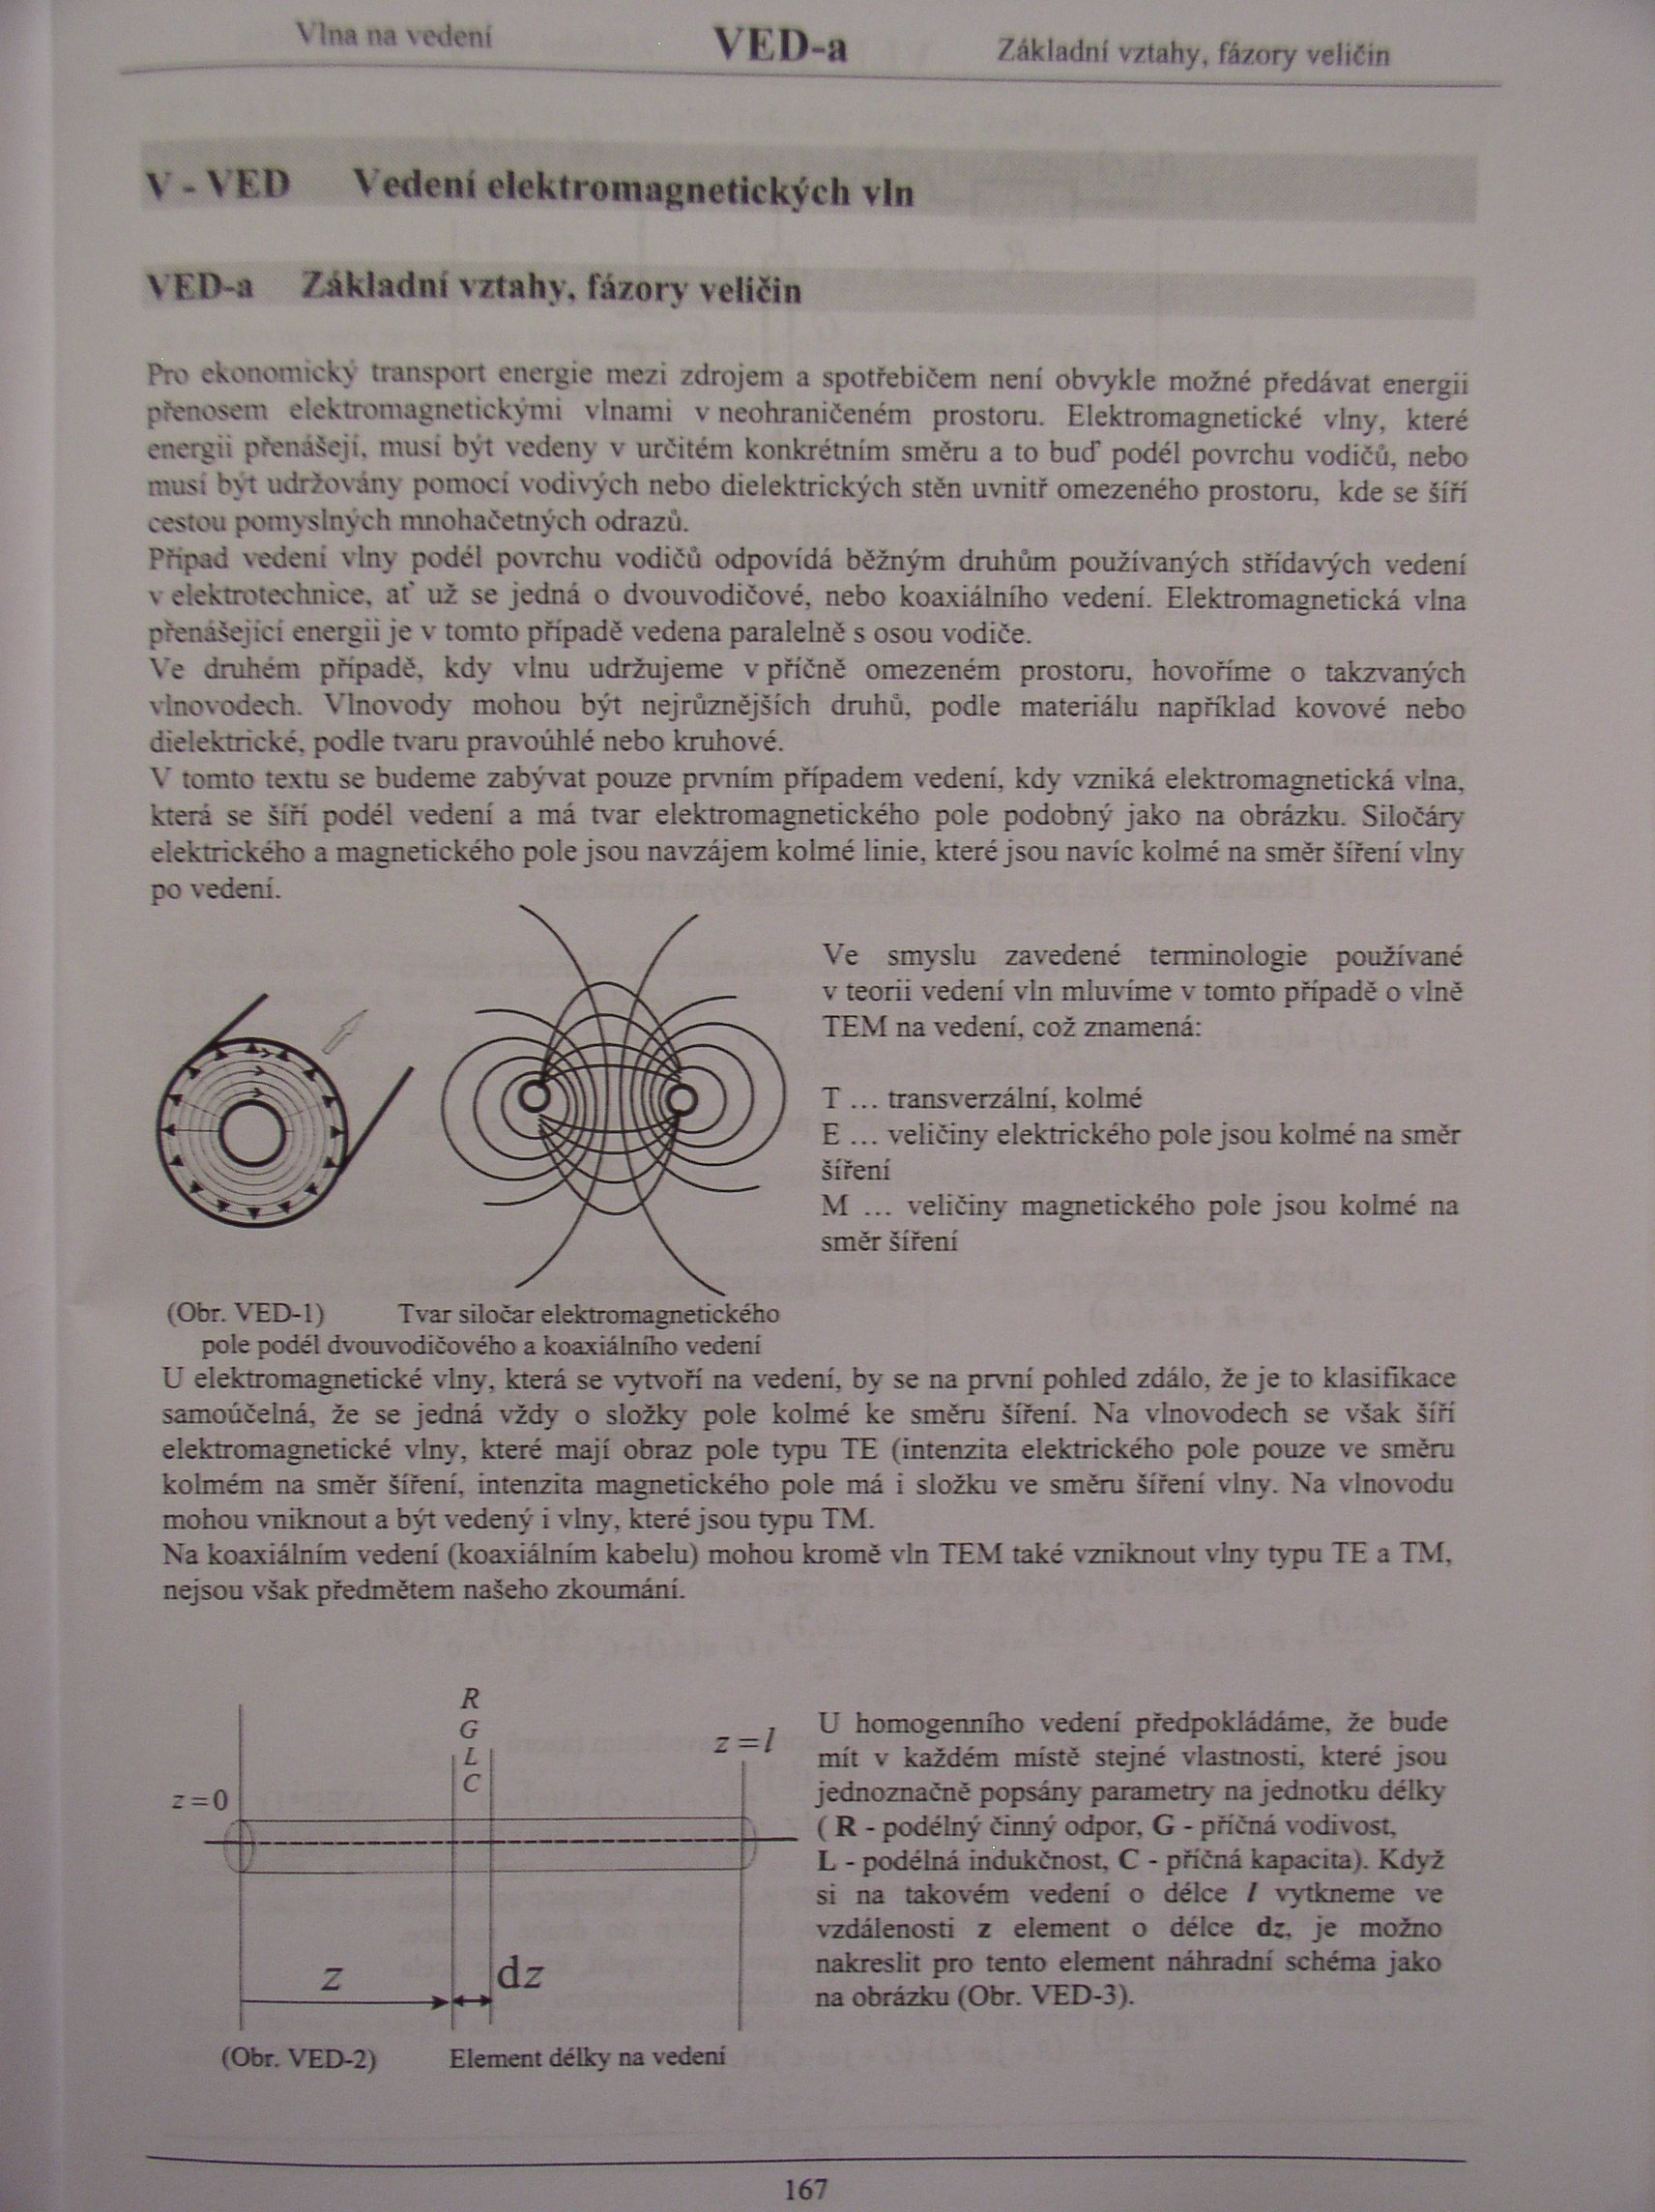 Vlna na vedení VED-a Základní vztahy, fázory veličin
V - VED Vedení elektromagnetických vln
VED-a Základní vztahy, fázory veličin
Pro ekonomický transport energie mezi zdrojem a spotřebičem není obvykle možné předávat energii
přenosem elektromagnetickými vlnami v neohraničeném prostoru. Elektromagnetické vlny, které
energii přenášejí, musí být vedeny v určitém konkrétním směru a to buď podél povrchu vodičů, nebo
musí být udržovány pomocí vodivých nebo dielektrických stěn uvnitř omezeného prostoru, kde se šíří
cestou pomyslných mnohačetných odrazů.
Případ vedení vlny podél povrchu vodičů odpovídá běžným druhům používaných střídavých vedení
v elektrotechnice, ať už se jedná o dvouvodičové, nebo koaxiálního vedení. Elektromagnetická vlna
přenášející energii je v tomto případě vedena paralelně s osou vodiče.
Ve druhém případě, kdy vlnu udržujeme v příčně omezeném prostoru, hovoříme o takzvaných
vlnovodech. Vlnovody mohou být nejrůznějších druhů, podle materiálu například kovové nebo
dielektrické, podle tvaru pravoúhlé nebo kruhové.
V tomto textu se budeme zabývat pouze prvním případem vedení, kdy vzniká elektromagnetická vlna,
která se šíří podél vedení a má tvar elektromagnetického pole podobný jako na obrázku. Siločáry
elektrického a magnetického pole jsou navzájem kolmé linie, které jsou navíc kolmé na směr šíření vlny
po vedení.
Ve smyslu zavedené terminologie používané
v teorii vedení vln mluvíme v tomto případě o vlně
TEM na vedení, což znamená:
T ... transverzální, kolmé
E ... veličiny elektrického pole jsou kolmé na směr
šíření
M ... veličiny magnetického pole jsou kolmé na
směr šíření
(Obr. VED-1) Tvar siločar elektromagnetického
pole podél dvouvodičového a koaxiálního vedení
U elektromagnetické vlny, která se vytvoří na vedení, by se na první pohled zdálo, že je to klasifikace
samoúčelná, že se jedná vždy o složky pole kolmé ke směru šíření. Na vlnovodech se však šíří
elektromagnetické vlny, které mají obraz pole typu TE (intenzita elektrického pole pouze ve směru
kolmém na směr šíření, intenzita magnetického pole má i složku ve směru šíření vlny. Na vlnovodu
mohou vniknout a být vedený i vlny, které jsou typu TM.
Na koaxiálním vedení (koaxiálním kabelu) mohou kromě vln TEM také vzniknout vlny typu TE a TM,
nejsou však předmětem našeho zkoumání.
R
G
L
C
z=0
z=l
z
dz
(Obr. VED-2) Element délky na vedení
U homogenního vedení předpokládáme, že bude
mít v každém místě stejné vlastnosti, které jsou
jednoznačně popsány parametry na jednotku délky
( R - podélný činný odpor, G - příčná vodivost,
L - podélná indukčnost, C - příčná kapacita). Když
si na takovém vedení o délce l vytkneme ve
vzdálenosti z element o délce dz, je možno
nakreslit pro tento element náhradní schéma jako
na obrázku (Obr. VED-3).
167